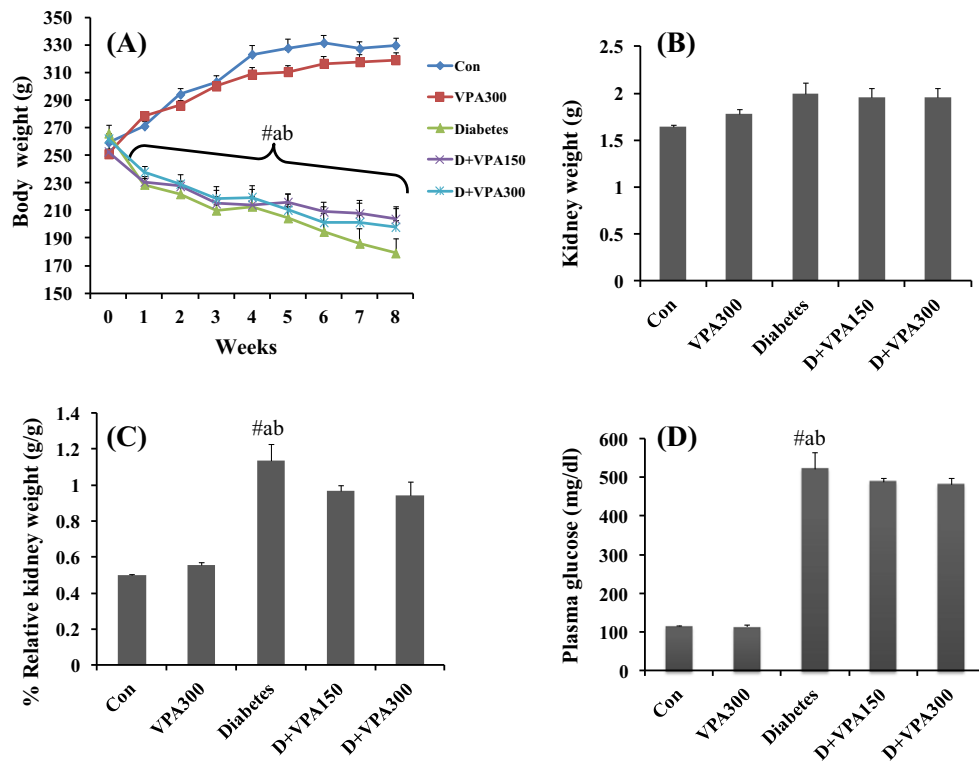 (A)
Body weight (g)
350
330
310
290
270
250
230
210
190
170
150
#ab
0 1 2 3 4 5 6 7 8
Weeks
Con
VPA300
Diabetes
D+VPA150
D+VPA300
(B)
Kidney weight (g)
2.5
2
1.5
1
0.5
0
Con VPA300 Diabetes D+VPA150 D+VPA300
(C)
% Relative kidney weight (g/g)
1.4
1.2
1
0.8
0.6
0.4
0.2
0
#ab
Con VPA300 Diabetes D+VPA150 D+VPA300
(D)
Plasma glucose (mg/dl)
600
500
400
300
200
100
0
#ab
Con VPA300 Diabetes D+VPA150 D+VPA300